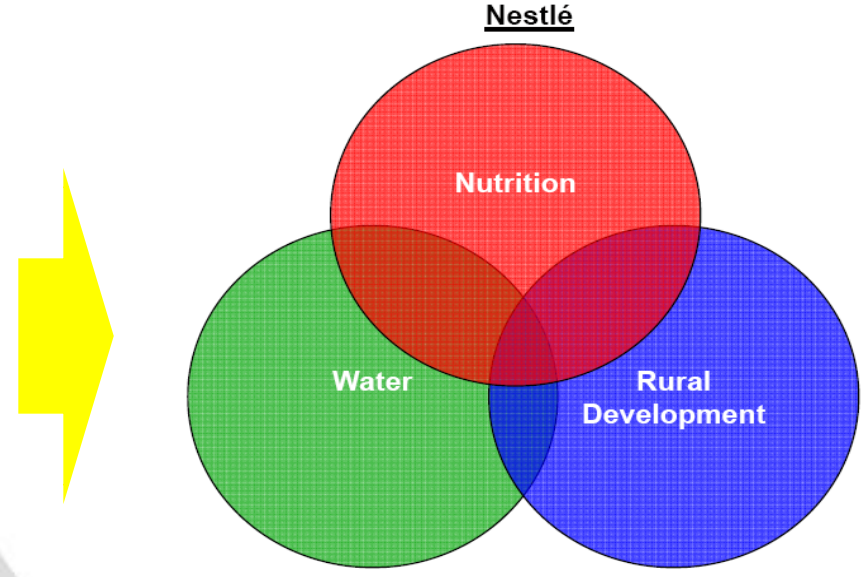 Nestlé
Nutrition
Water
Rural
Development